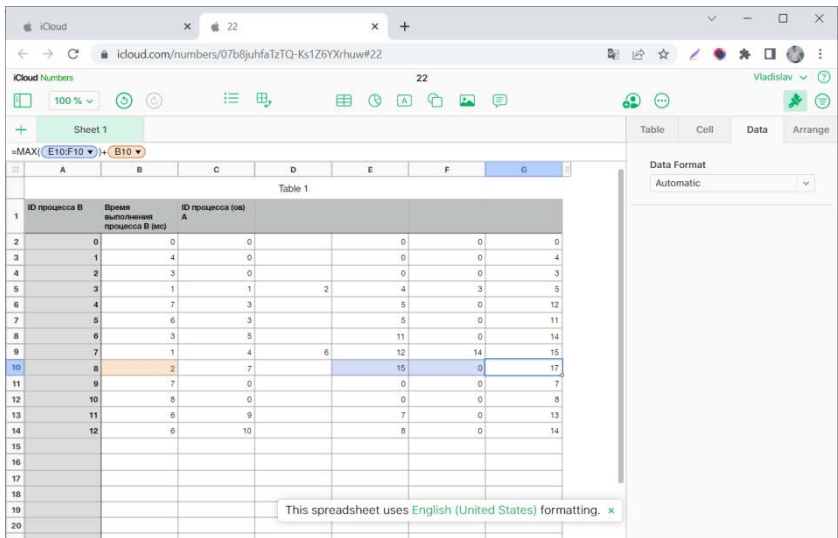 iCloud
22
icloud.com/numbers/07b8juhfaTzTQ-Ks1Z6YXrhuw#22
iCloud Numbers
22
Vladislav
100 %
Sheet 1
Table Cell Data Arrange
=MAX((E10:F10))+(B10)
Data Format
Automatic
A B C D E F G
Table 1
1 ID процесса B Время выполнения процесса B (мс) ID процесса (ов) A
2 0 0 0 0 0 0
3 1 4 0 0 0 4
4 2 3 0 0 0 3
5 3 1 1 2 4 3 5
6 4 7 3 5 0 12
7 5 6 3 5 0 11
8 6 3 5 11 0 14
9 7 1 4 6 12 14 15
10 8 2 7 15 0 17
11 9 7 0 0 0 7
12 10 8 0 0 0 8
13 11 6 9 7 0 13
14 12 6 10 8 0 14
15
16
17
18
19
20
This spreadsheet uses English (United States) formatting. ×